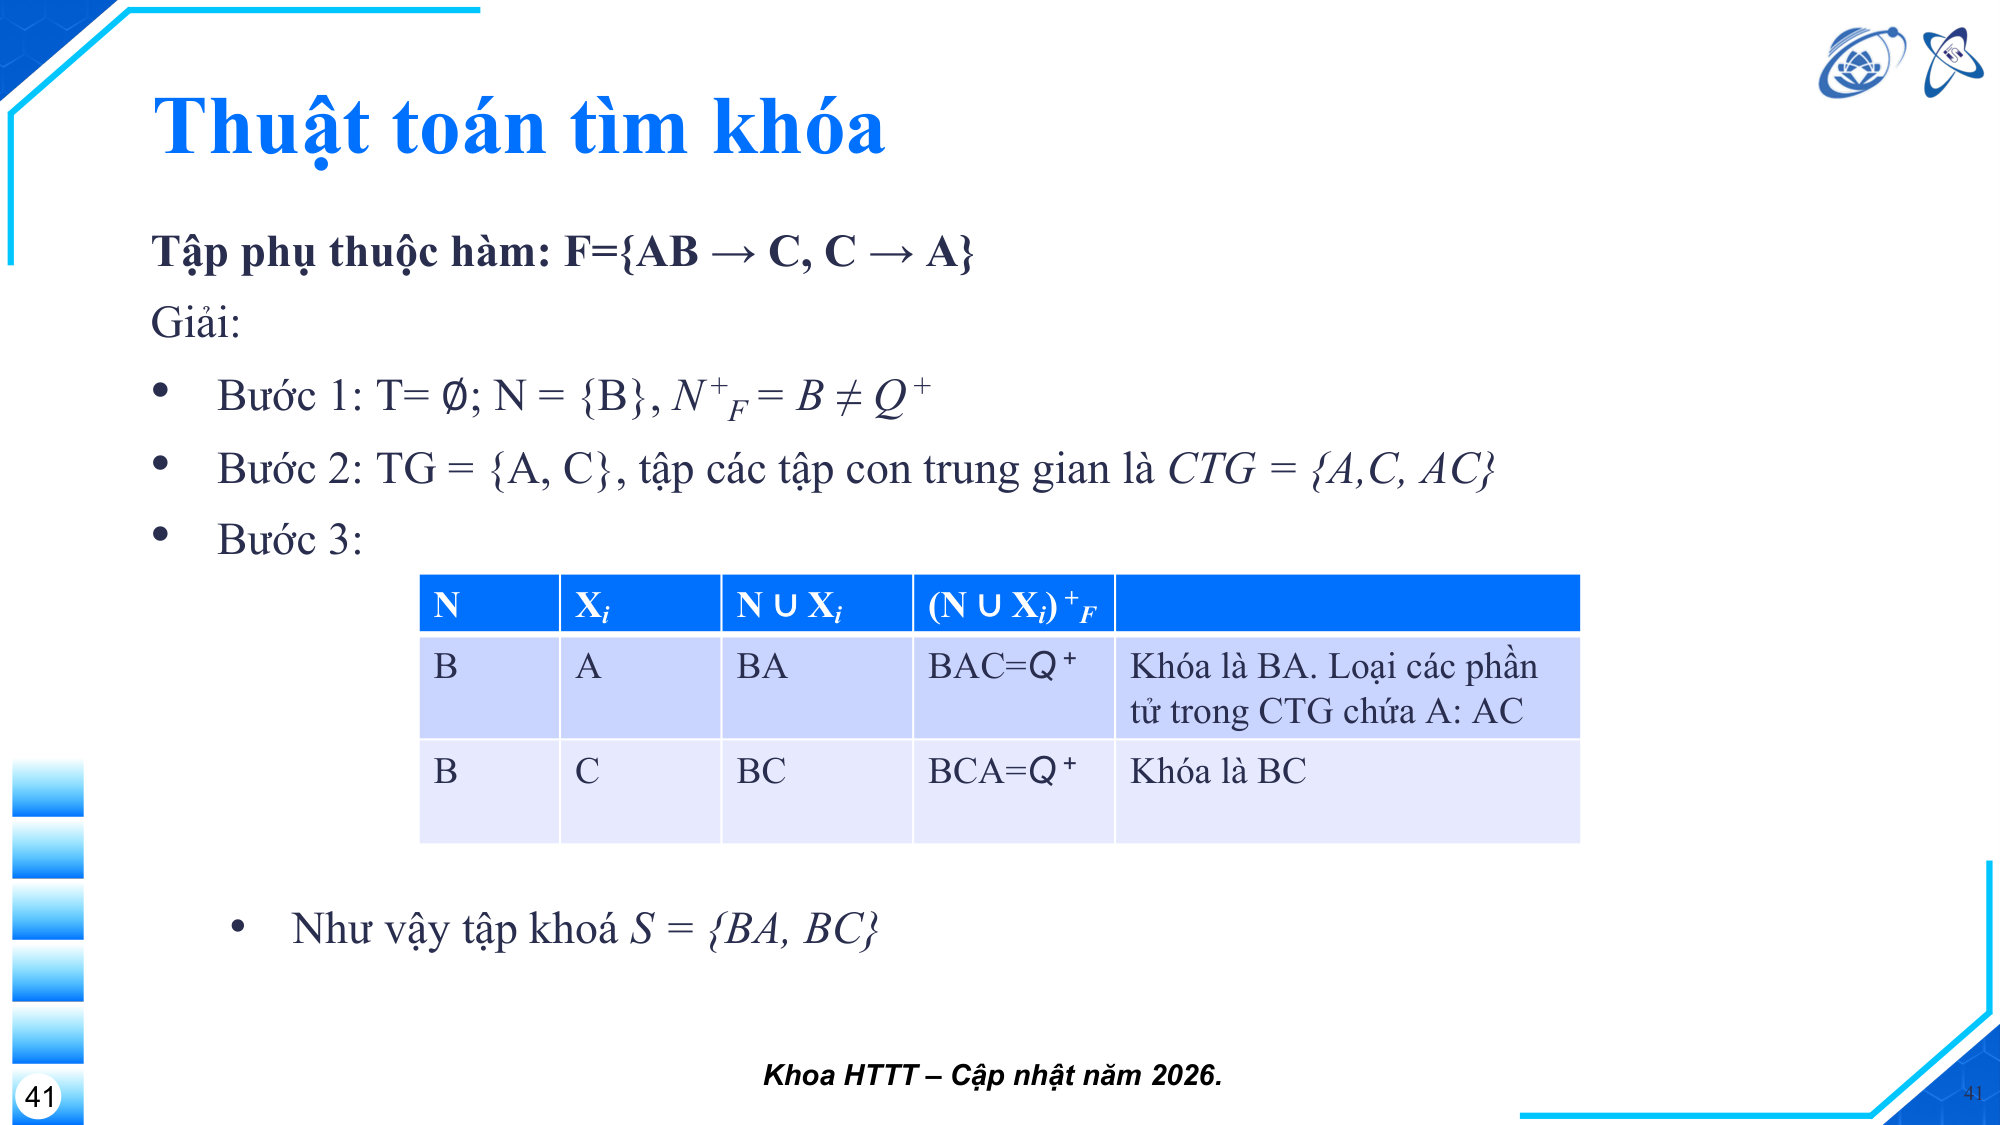 Thuật toán tìm khóa
Tập phụ thuộc hàm: F={AB → C, C → A}
Giải:
• Bước 1: T= ∅; N = {B}, N⁺F = B ≠ Q⁺
• Bước 2: TG = {A, C}, tập các tập con trung gian là CTG = {A,C, AC}
• Bước 3:
N Xi N ∪ Xi (N ∪ Xi)⁺F
B A BA BAC=Q⁺ Khóa là BA. Loại các phần
tử trong CTG chứa A: AC
B C BC BCA=Q⁺ Khóa là BC
• Như vậy tập khoá S = {BA, BC}
Khoa HTTT – Cập nhật năm 2026.
41
41